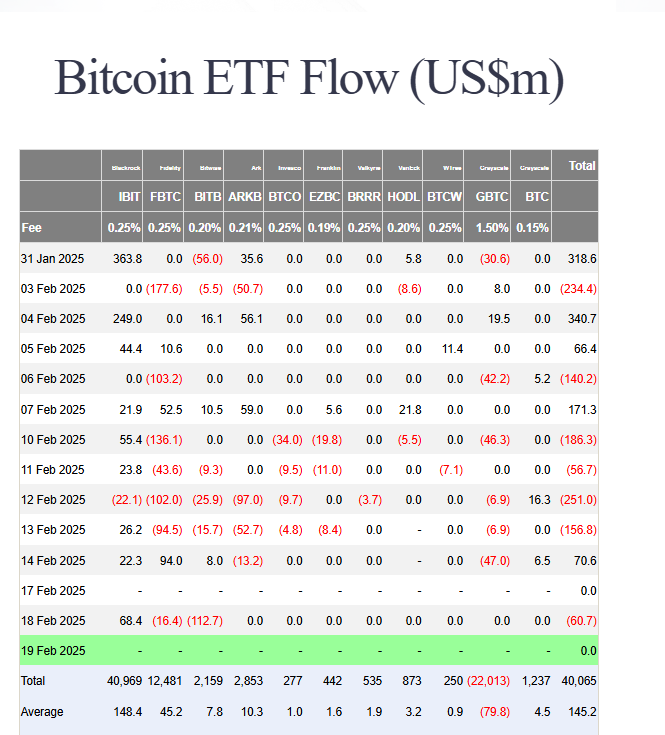 Bitcoin ETF Flow (US$m)
Blackrock Fidelity Bitwise Ark Invesco Franklin Valkyrie VanEck WTree Grayscale Grayscale Total
IBIT FBTC BITB ARKB BTCO EZBC BRRR HODL BTCW GBTC BTC
Fee 0.25% 0.25% 0.20% 0.21% 0.25% 0.19% 0.25% 0.20% 0.25% 1.50% 0.15%
31 Jan 2025 363.8 0.0 (56.0) 35.6 0.0 0.0 0.0 5.8 0.0 (30.6) 0.0 318.6
03 Feb 2025 0.0 (177.6) (5.5) (50.7) 0.0 0.0 0.0 (8.6) 0.0 8.0 0.0 (234.4)
04 Feb 2025 249.0 0.0 16.1 56.1 0.0 0.0 0.0 0.0 0.0 19.5 0.0 340.7
05 Feb 2025 44.4 10.6 0.0 0.0 0.0 0.0 0.0 0.0 11.4 0.0 0.0 66.4
06 Feb 2025 0.0 (103.2) 0.0 0.0 0.0 0.0 0.0 0.0 0.0 (42.2) 5.2 (140.2)
07 Feb 2025 21.9 52.5 10.5 59.0 0.0 5.6 0.0 21.8 0.0 0.0 0.0 171.3
10 Feb 2025 55.4 (136.1) 0.0 0.0 (34.0) (19.8) 0.0 (5.5) 0.0 (46.3) 0.0 (186.3)
11 Feb 2025 23.8 (43.6) (9.3) 0.0 (9.5) (11.0) 0.0 0.0 (7.1) 0.0 0.0 (56.7)
12 Feb 2025 (22.1) (102.0) (25.9) (97.0) (9.7) 0.0 (3.7) 0.0 0.0 (6.9) 16.3 (251.0)
13 Feb 2025 26.2 (94.5) (15.7) (52.7) (4.8) (8.4) 0.0 - 0.0 (6.9) 0.0 (156.8)
14 Feb 2025 22.3 94.0 8.0 (13.2) 0.0 0.0 0.0 - 0.0 (47.0) 6.5 70.6
17 Feb 2025 - - - - - - - - - - - 0.0
18 Feb 2025 68.4 (16.4) (112.7) 0.0 0.0 0.0 0.0 0.0 0.0 0.0 0.0 (60.7)
19 Feb 2025 - - - - - - - - - - - 0.0
Total 40,969 12,481 2,159 2,853 277 442 535 873 250 (22,013) 1,237 40,065
Average 148.4 45.2 7.8 10.3 1.0 1.6 1.9 3.2 0.9 (79.8) 4.5 145.2